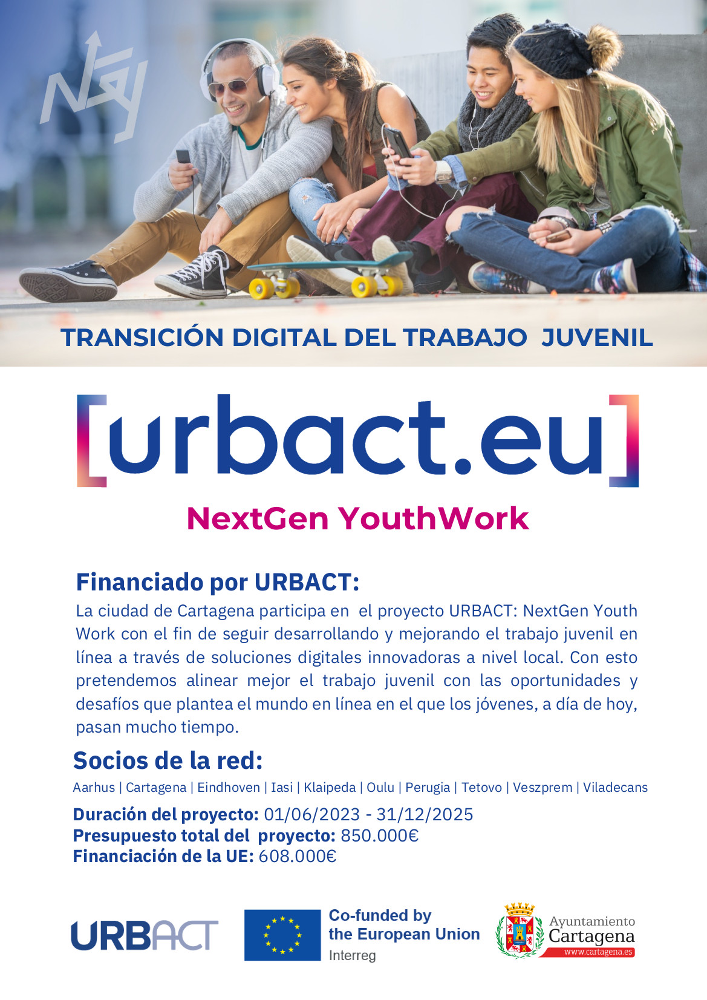 NGY
TRANSICIÓN DIGITAL DEL TRABAJO  JUVENIL
[urbact.eu]
NextGen YouthWork
Financiado por URBACT:
La ciudad de Cartagena participa en  el proyecto URBACT: NextGen Youth
Work con el fin de seguir desarrollando y mejorando el trabajo juvenil en
línea a través de soluciones digitales innovadoras a nivel local. Con esto
pretendemos alinear mejor el trabajo juvenil con las oportunidades y
desafíos que plantea el mundo en línea en el que los jóvenes, a día de hoy,
pasan mucho tiempo.
Socios de la red:
Aarhus | Cartagena | Eindhoven | Iasi | Klaipeda | Oulu | Perugia | Tetovo | Veszprem | Viladecans
Duración del proyecto: 01/06/2023 - 31/12/2025
Presupuesto total del  proyecto: 850.000€
Financiación de la UE: 608.000€
URBACT
Co-funded by
the European Union
Interreg
Ayuntamiento
Cartagena
www.cartagena.es